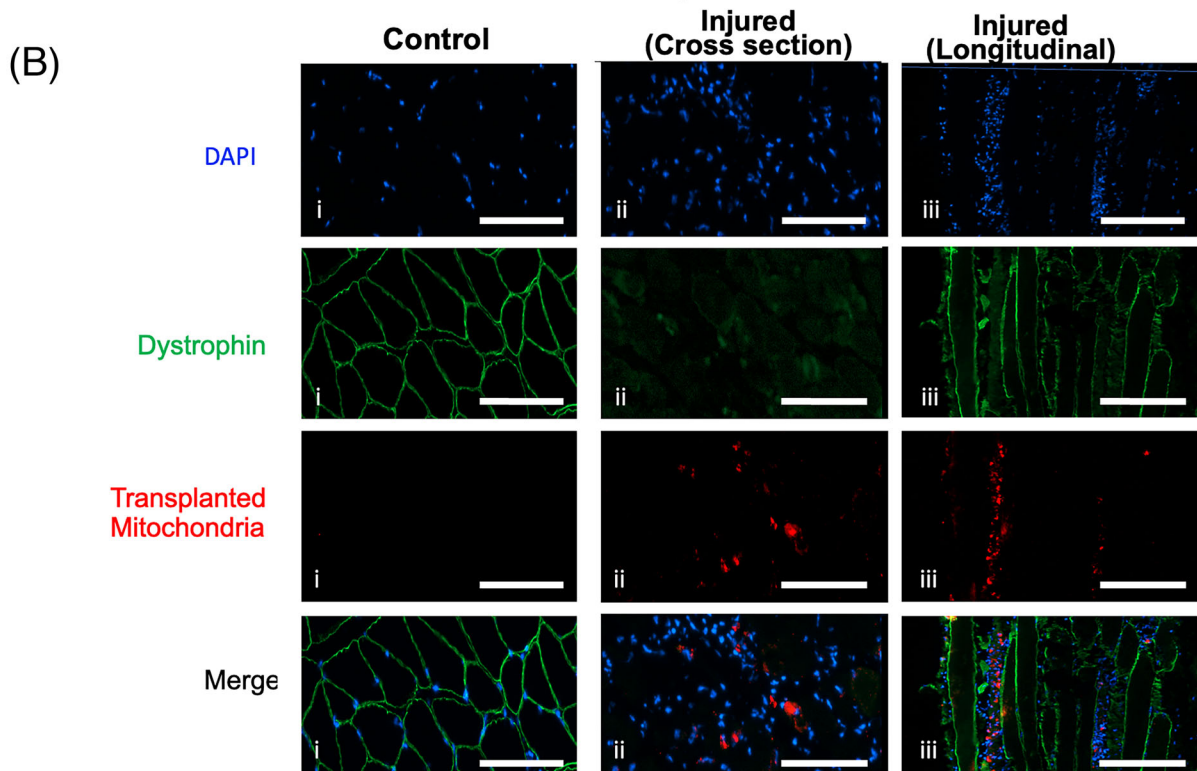 (B)
Control
Injured
(Cross section)
Injured
(Longitudinal)
DAPI
i
ii
iii
Dystrophin
i
ii
iii
Transplanted
Mitochondria
i
ii
iii
Merge
i
ii
iii